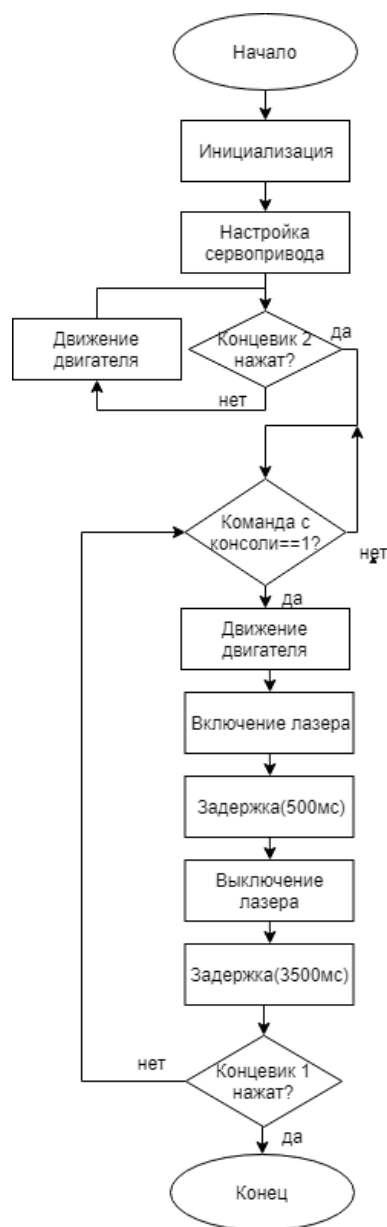 Начало
Инициализация
Настройка
сервопривода
Движение
двигателя
Концевик 2
нажат?
да
нет
Команда с
консоли==1?
нет
да
Движение
двигателя
Включение лазера
Задержка(500мс)
Выключение
лазера
Задержка(3500мс)
Концевик 1
нажат?
нет
да
Конец